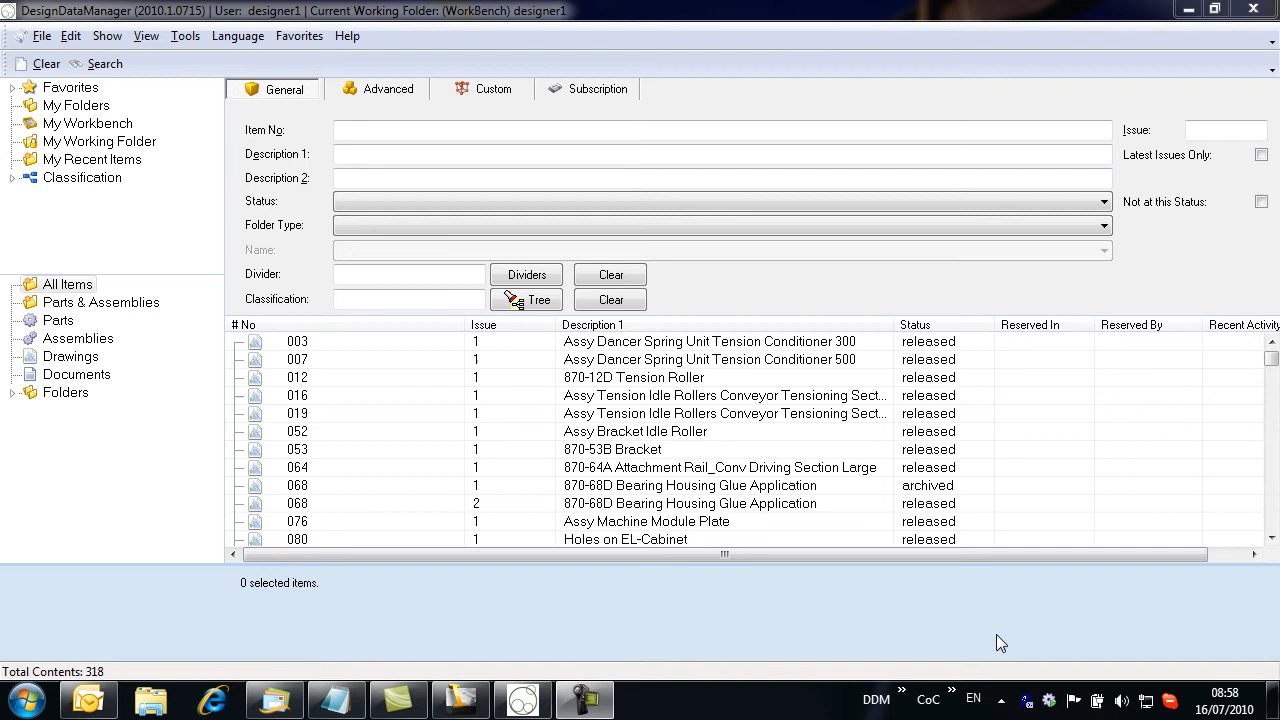 DesignDataManager (2010.1.0715) | User:  designer1 | Current Working Folder: (WorkBench) designer1
File Edit Show View Tools Language Favorites Help
Clear Search
Favorites
My Folders
My Workbench
My Working Folder
My Recent Items
Classification
All Items
Parts & Assemblies
Parts
Assemblies
Drawings
Documents
Folders
General Advanced Custom Subscription
Item No: Issue:
Description 1: Latest Issues Only:
Description 2:
Status: Not at this Status:
Folder Type:
Name:
Divider: Dividers Clear
Classification: Tree Clear
# No Issue Description 1 Status Reserved In Reserved By Recent Activity
003 1 Assy Dancer Spring Unit Tension Conditioner 300 released
007 1 Assy Dancer Spring Unit Tension Conditioner 500 released
012 1 870-12D Tension Roller released
016 1 Assy Tension Idle Rollers Conveyor Tensioning Sect... released
019 1 Assy Tension Idle Rollers Conveyor Tensioning Sect... released
052 1 Assy Bracket Idle Roller released
053 1 870-53B Bracket released
064 1 870-64A Attachment Rail_Conv Driving Section Large released
068 1 870-68D Bearing Housing Glue Application archived
068 2 870-68D Bearing Housing Glue Application released
076 1 Assy Machine Module Plate released
080 1 Holes on EL-Cabinet released
0 selected items.
Total Contents: 318
DDM » CoC » EN 08:58
16/07/2010